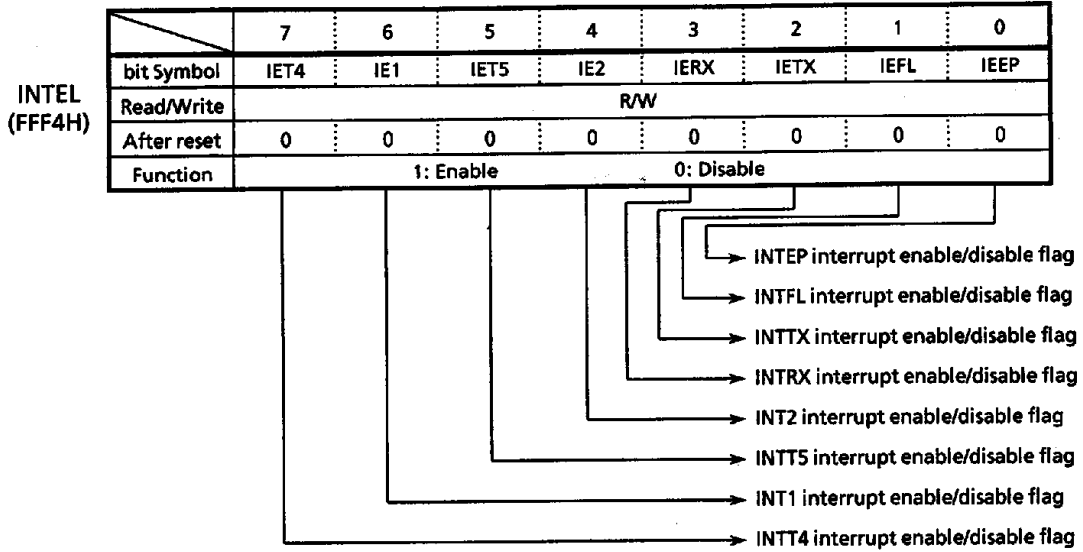 7 6 5 4 3 2 1 0
bit Symbol IET4 IE1 IET5 IE2 IERX IETX IEFL IEEP
INTEL
(FFF4H)
Read/Write R/W
After reset 0 0 0 0 0 0 0 0
Function 1: Enable 0: Disable
INTEP interrupt enable/disable flag
INTFL interrupt enable/disable flag
INTTX interrupt enable/disable flag
INTRX interrupt enable/disable flag
INT2 interrupt enable/disable flag
INTT5 interrupt enable/disable flag
INT1 interrupt enable/disable flag
INTT4 interrupt enable/disable flag